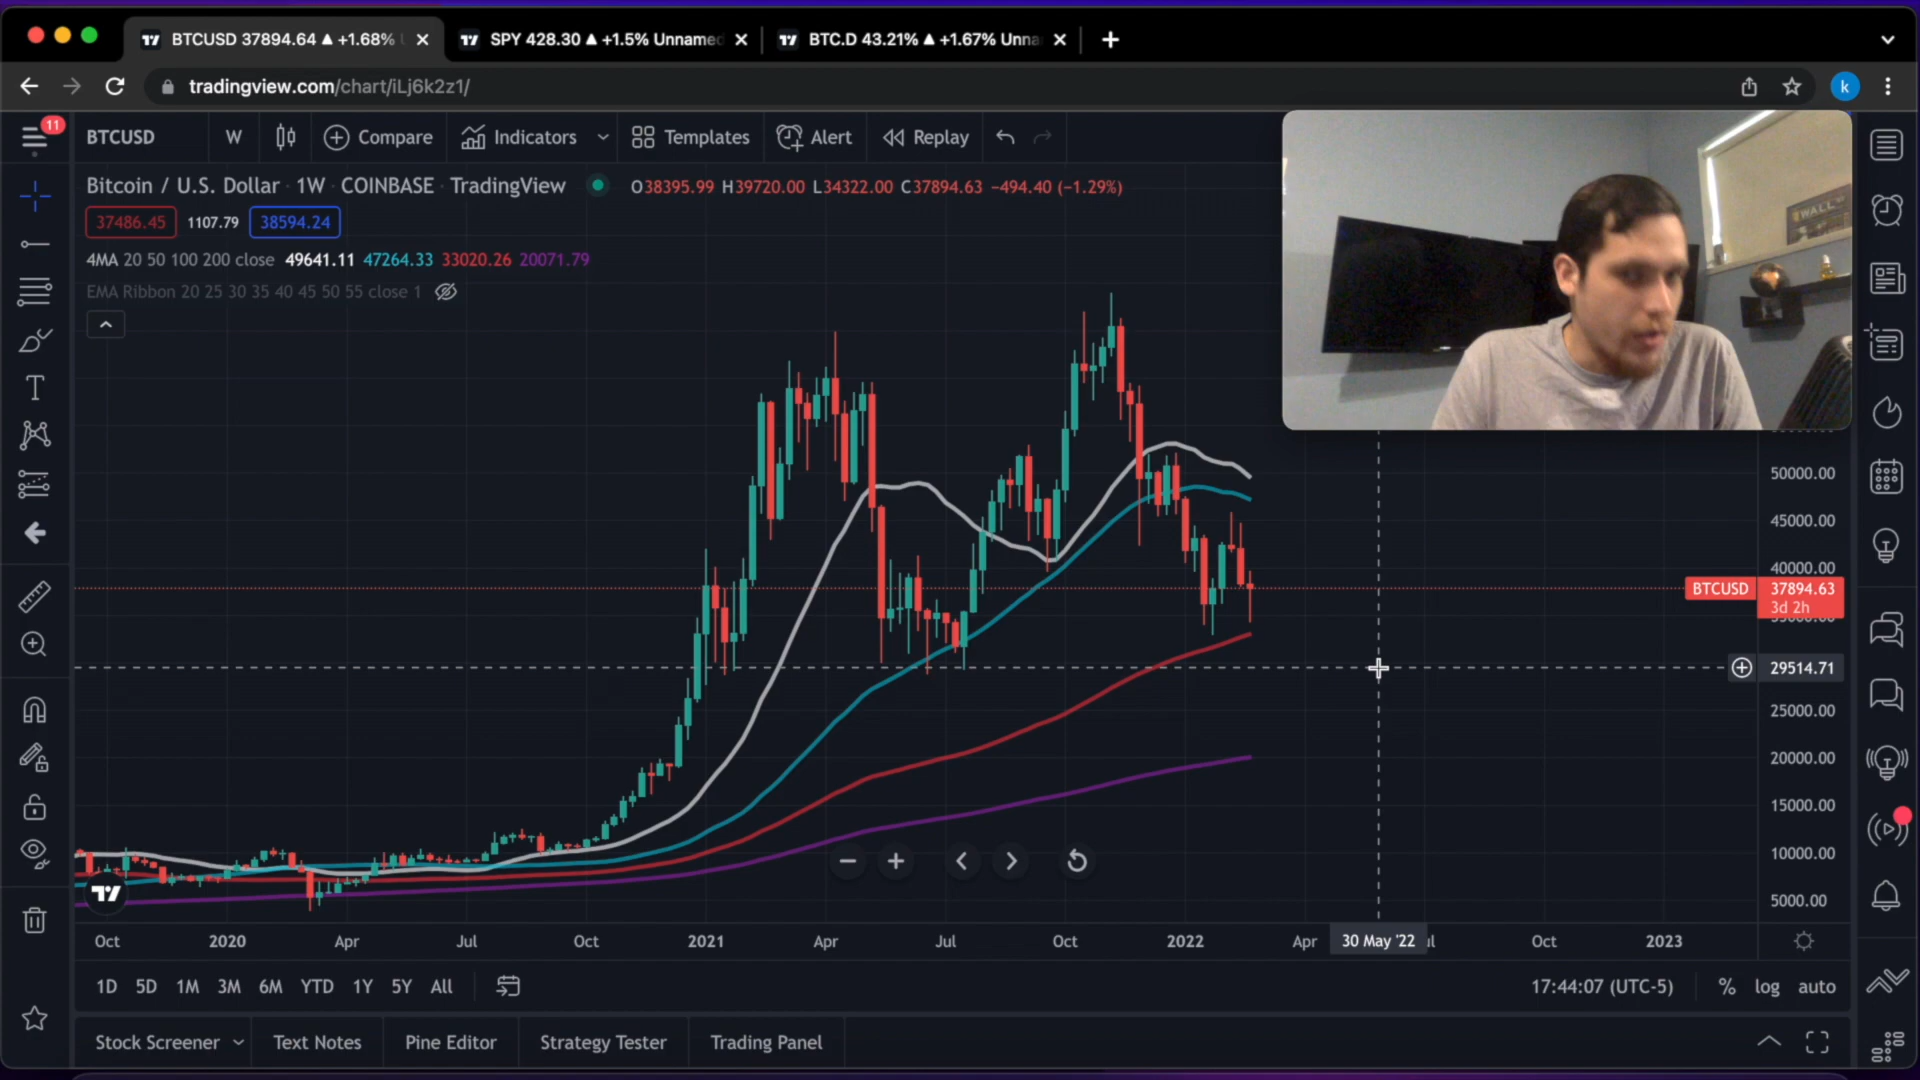 BTCUSD 37894.64 ▲ +1.68%
SPY 428.30 ▲ +1.5% Unnamed
BTC.D 43.21% ▲ +1.67% Unna
tradingview.com/chart/iLj6k2z1/
k
11
BTCUSD W Compare Indicators Templates Alert Replay
Bitcoin / U.S. Dollar · 1W · COINBASE · TradingView
O38395.99 H39720.00 L34322.00 C37894.63 −494.40 (−1.29%)
37486.45 1107.79 38594.24
4MA 20 50 100 200 close 49641.11 47264.33 33020.26 20071.79
EMA Ribbon 20 25 30 35 40 45 50 55 close 1
WALL
50000.00
45000.00
40000.00
BTCUSD 37894.63
3d 2h
35000.00
29514.71
25000.00
20000.00
15000.00
10000.00
5000.00
Oct 2020 Apr Jul Oct 2021 Apr Jul Oct 2022 Apr 30 May '22 Oct 2023
1D 5D 1M 3M 6M YTD 1Y 5Y All
17:44:07 (UTC-5) % log auto
Stock Screener Text Notes Pine Editor Strategy Tester Trading Panel